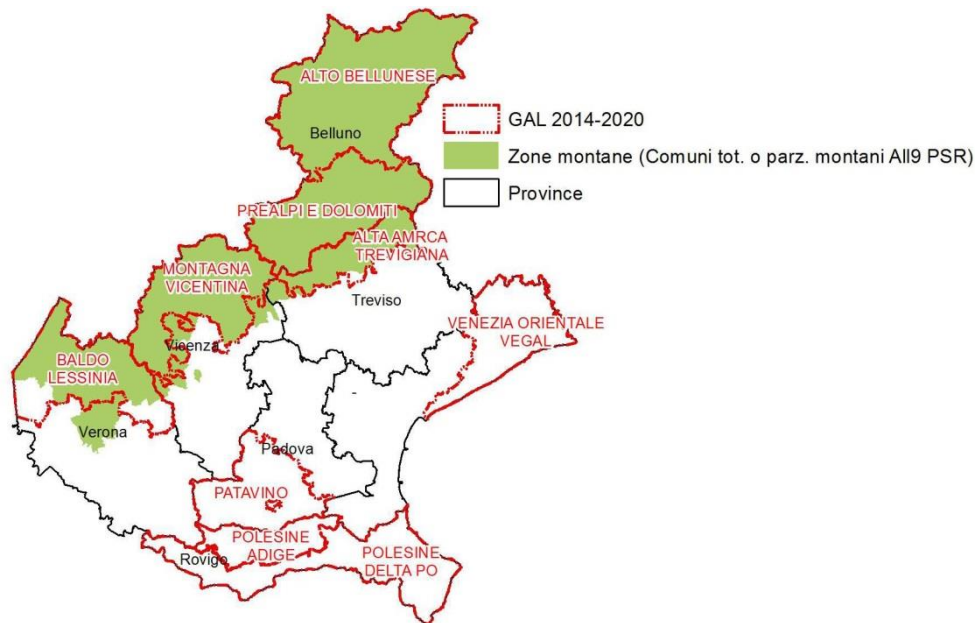 ALTO BELLUNESE
Belluno
GAL 2014-2020
Zone montane (Comuni tot. o parz. montani All9 PSR)
Province
PREALPI E DOLOMITI
ALTA AMRCA
TREVIGIANA
MONTAGNA
VICENTINA
Treviso
VENEZIA ORIENTALE
VEGAL
Vicenza
BALDO
LESSINIA
Verona
Padova
PATAVINO
POLESINE
ADIGE
Rovigo
POLESINE
DELTA PO